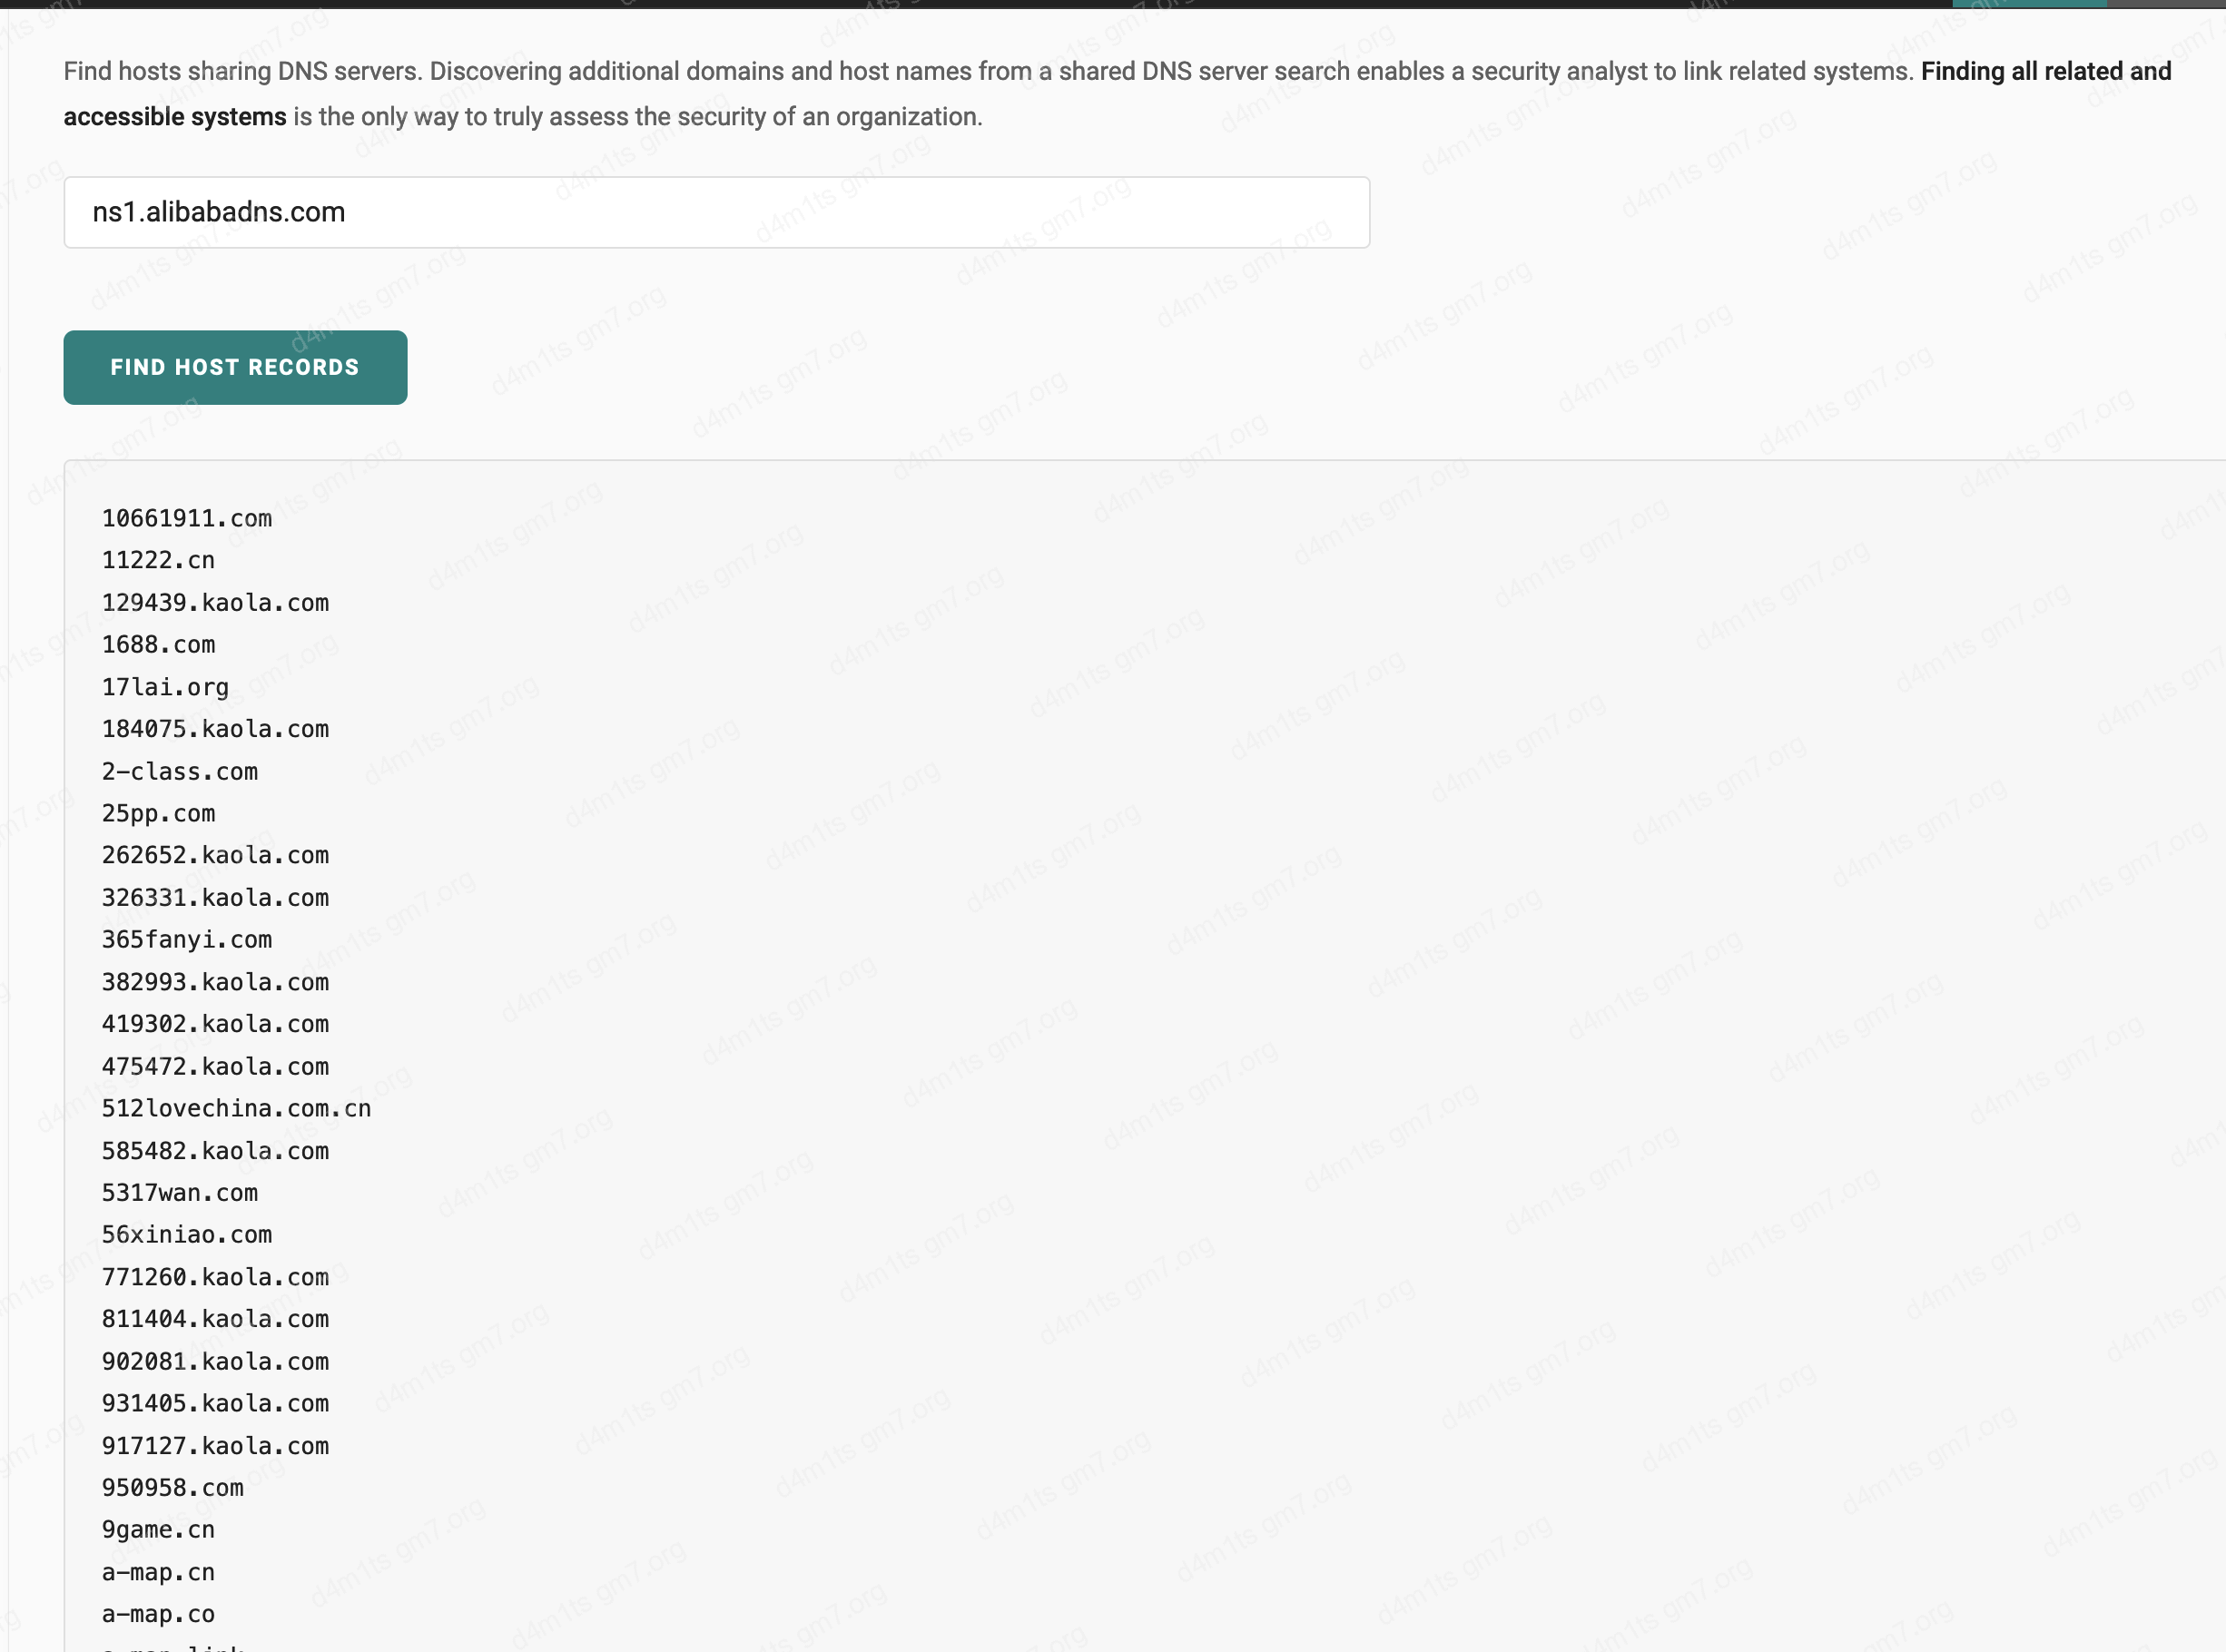 Find hosts sharing DNS servers. Discovering additional domains and host names from a shared DNS server search enables a security analyst to link related systems. Finding all related and
accessible systems is the only way to truly assess the security of an organization.
ns1.alibabadns.com
FIND HOST RECORDS
10661911.com
11222.cn
129439.kaola.com
1688.com
17lai.org
184075.kaola.com
2-class.com
25pp.com
262652.kaola.com
326331.kaola.com
365fanyi.com
382993.kaola.com
419302.kaola.com
475472.kaola.com
512lovechina.com.cn
585482.kaola.com
5317wan.com
56xiniao.com
771260.kaola.com
811404.kaola.com
902081.kaola.com
931405.kaola.com
917127.kaola.com
950958.com
9game.cn
a-map.cn
a-map.co
d4m1ts gm7.org